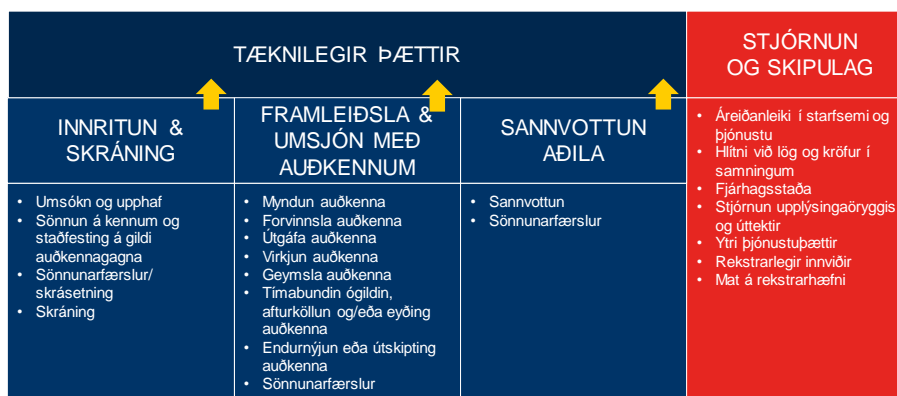 TÆKNILEGIR ÞÆTTIR
STJÓRNUN
OG SKIPULAG
INNRITUN &
SKRÁNING
FRAMLEIÐSLA &
UMSJÓN MEÐ
AUÐKENNUM
SANNVOTTUN
AÐILA
• Umsókn og upphaf
• Sönnun á kennum og
staðfesting á gildi
auðkennagagna
• Sönnunarfærslur/
skrásetning
• Skráning
• Myndun auðkenna
• Forvinnsla auðkenna
• Útgáfa auðkenna
• Virkjun auðkenna
• Geymsla auðkenna
• Tímabundin ógildin,
afturköllun og/eða eyðing
auðkenna
• Endurnýjun eða útskipting
auðkenna
• Sönnunarfærslur
• Sannvottun
• Sönnunarfærslur
• Áreiðanleiki í starfsemi og
þjónustu
• Hlítni við lög og kröfur í
samningum
• Fjárhagsstaða
• Stjórnun upplýsingaöryggis
og úttektir
• Ytri þjónustuþættir
• Rekstrarlegir innviðir
• Mat á rekstrarhæfni